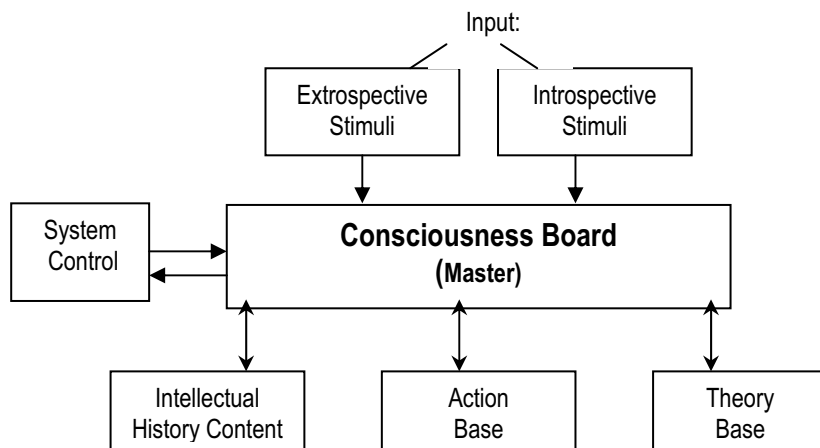 Input:
Extrospective
Stimuli
Introspective
Stimuli
System
Control
Consciousness Board
(Master)
Intellectual
History Content
Action
Base
Theory
Base